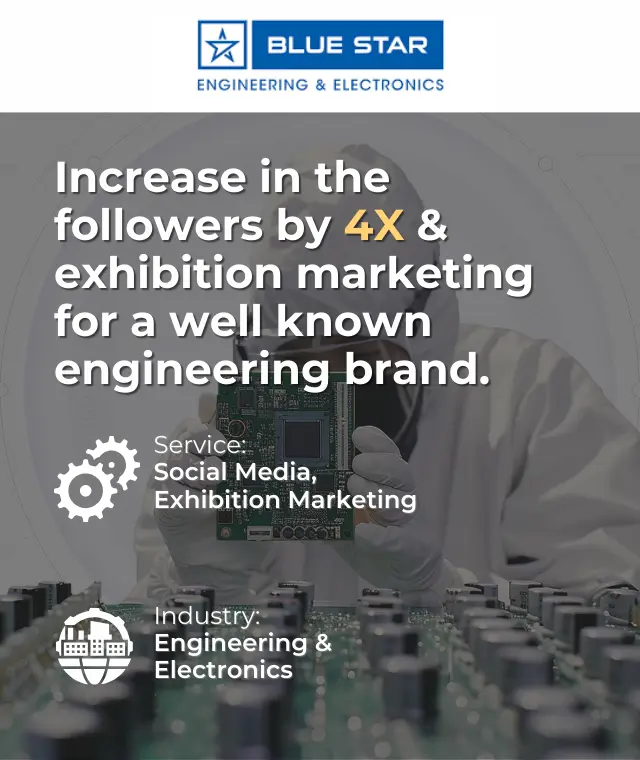 BLUE STAR
ENGINEERING & ELECTRONICS
Increase in the
followers by 4X &
exhibition marketing
for a well known
engineering brand.
Service:
Social Media,
Exhibition Marketing
Industry:
Engineering &
Electronics